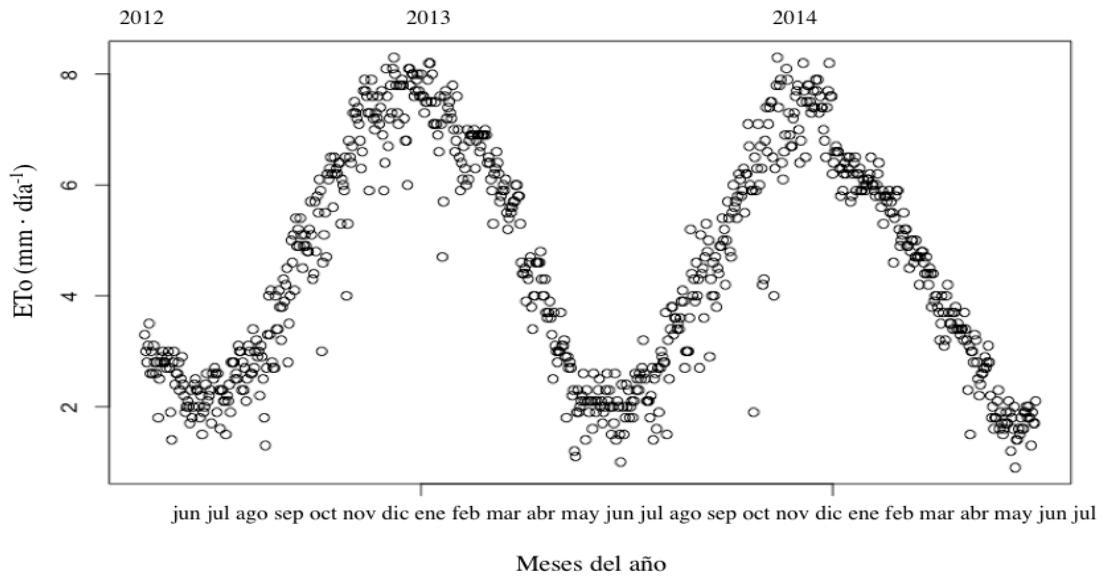 2012 2013 2014
8
6
4
2
ETo (mm · día⁻¹)
jun jul ago sep oct nov dic ene feb mar abr may jun jul ago sep oct nov dic ene feb mar abr may jun jul
Meses del año